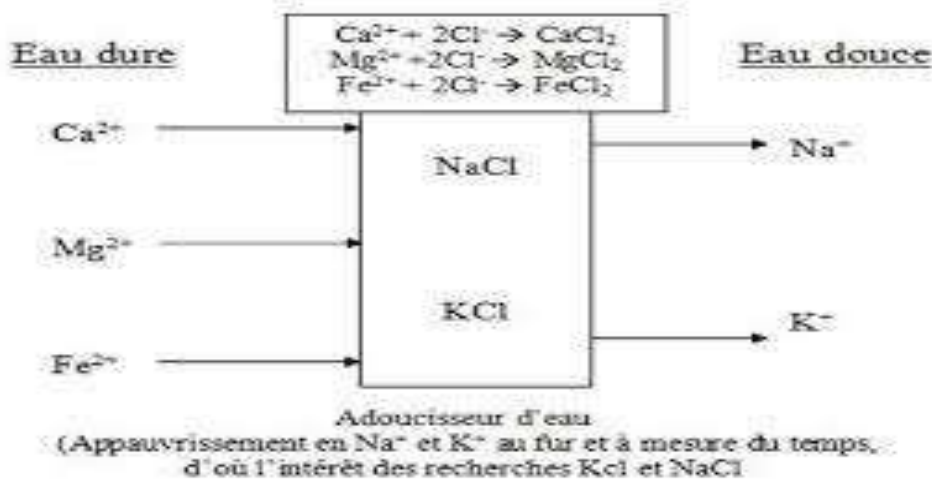 Ca²⁺ + 2Cl⁻ → CaCl₂
Mg²⁺ +2Cl⁻ → MgCl₂
Fe²⁺ + 2Cl⁻ → FeCl₂
Eau dure
Eau douce
Ca²⁺
Na⁺
NaCl
Mg²⁺
KCl
K⁺
Fe²⁺
Adoucisseur d'eau
(Appauvrissement en Na⁺ et K⁺ au fur et à mesure du temps,
d'où l'intérêt des recherches Kcl et NaCl